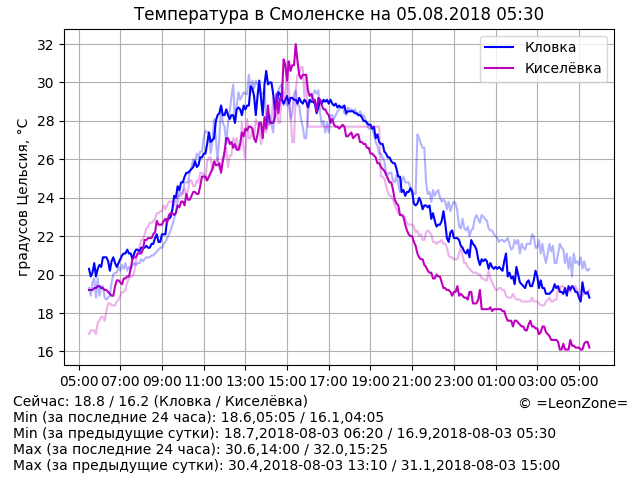 Температура в Смоленске на 05.08.2018 05:30
Кловка
Киселёвка
градусов Цельсия, °C
32
30
28
26
24
22
20
18
16
05:00 07:00 09:00 11:00 13:00 15:00 17:00 19:00 21:00 23:00 01:00 03:00 05:00
Сейчас: 18.8 / 16.2 (Кловка / Киселёвка)
© =LeonZone=
Min (за последние 24 часа): 18.6,05:05 / 16.1,04:05
Min (за предыдущие сутки): 18.7,2018-08-03 06:20 / 16.9,2018-08-03 05:30
Max (за последние 24 часа): 30.6,14:00 / 32.0,15:25
Max (за предыдущие сутки): 30.4,2018-08-03 13:10 / 31.1,2018-08-03 15:00